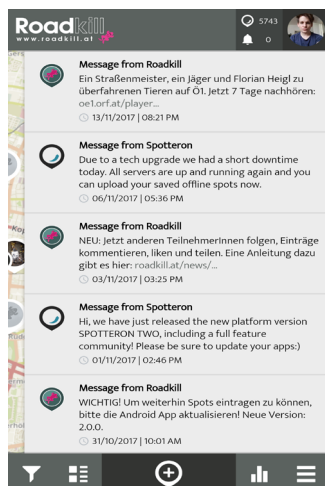 Roadkill
www.roadkill.at
5743
0
Message from Roadkill
Ein Straßenmeister, ein Jäger und Florian Heigl zu
überfahrenen Tieren auf Ö1. Jetzt 7 Tage nachhören:
oe1.orf.at/player...
13/11/2017 | 08:21 PM
Message from Spotteron
Due to a tech upgrade we had a short downtime
today. All servers are up and running again and you
can upload your saved offline spots now.
06/11/2017 | 05:36 PM
Message from Roadkill
NEU: Jetzt anderen TeilnehmerInnen folgen, Einträge
kommentieren, liken und teilen. Eine Anleitung dazu
gibt es hier: roadkill.at/news/...
03/11/2017 | 03:25 PM
Message from Spotteron
Hi, we have just released the new platform version
SPOTTERON TWO, including a full feature
community! Please be sure to update your apps:)
01/11/2017 | 02:46 PM
Message from Roadkill
WICHTIG! Um weiterhin Spots eintragen zu können,
bitte die Android App aktualisieren! Neue Version:
2.0.0.
31/10/2017 | 10:01 AM